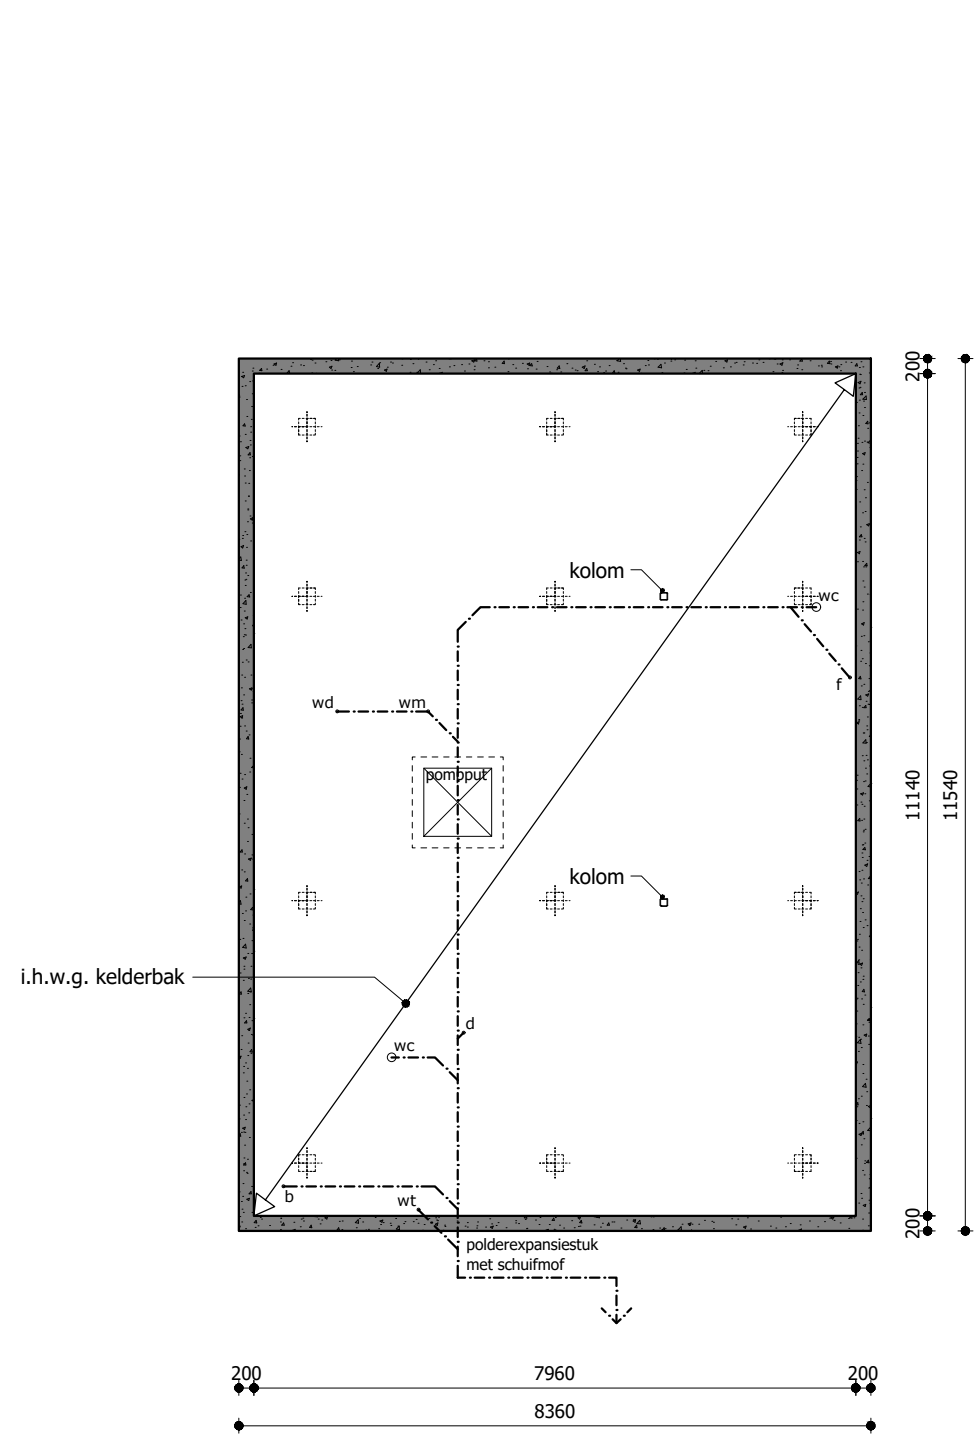 200
kolom
wc
f
wd
wm
pompput
11140
11540
kolom
i.h.w.g. kelderbak
d
wc
b
wt
200
polderexpansiestuk
met schuifmof
200
7960
200
8360